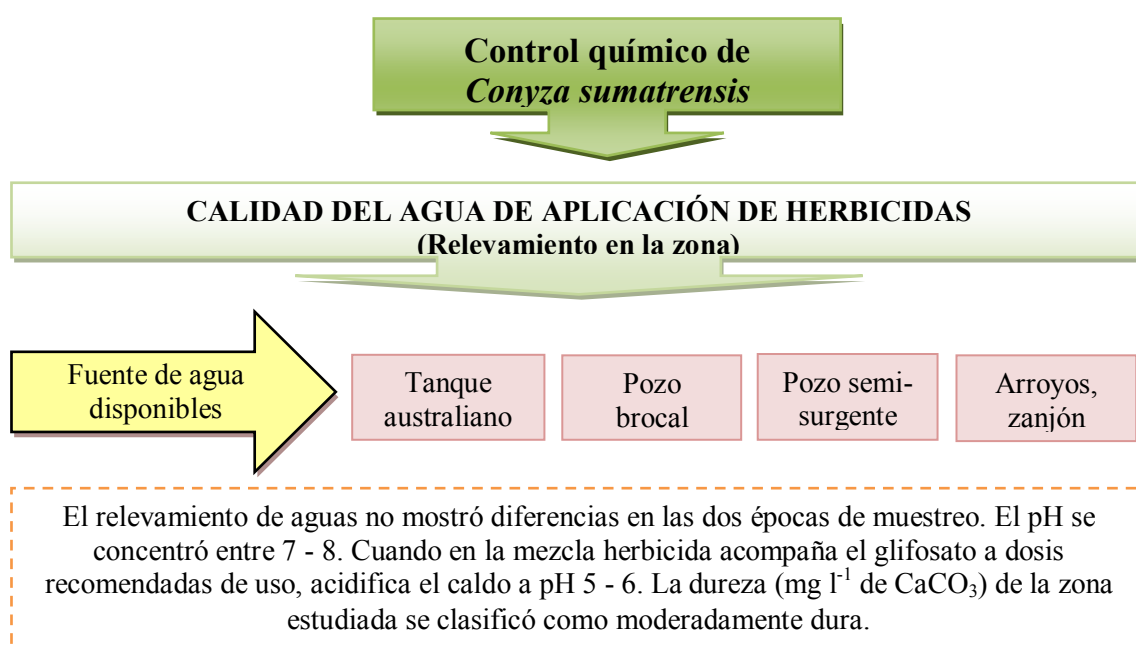 Control químico de
Conyza sumatrensis
CALIDAD DEL AGUA DE APLICACIÓN DE HERBICIDAS
(Relevamiento en la zona)
Fuente de agua
disponibles
Tanque
australiano
Pozo
brocal
Pozo semi-
surgente
Arroyos,
zanjón
El relevamiento de aguas no mostró diferencias en las dos épocas de muestreo. El pH se
concentró entre 7 - 8. Cuando en la mezcla herbicida acompaña el glifosato a dosis
recomendadas de uso, acidifica el caldo a pH 5 - 6. La dureza (mg l⁻¹ de CaCO₃) de la zona
estudiada se clasificó como moderadamente dura.